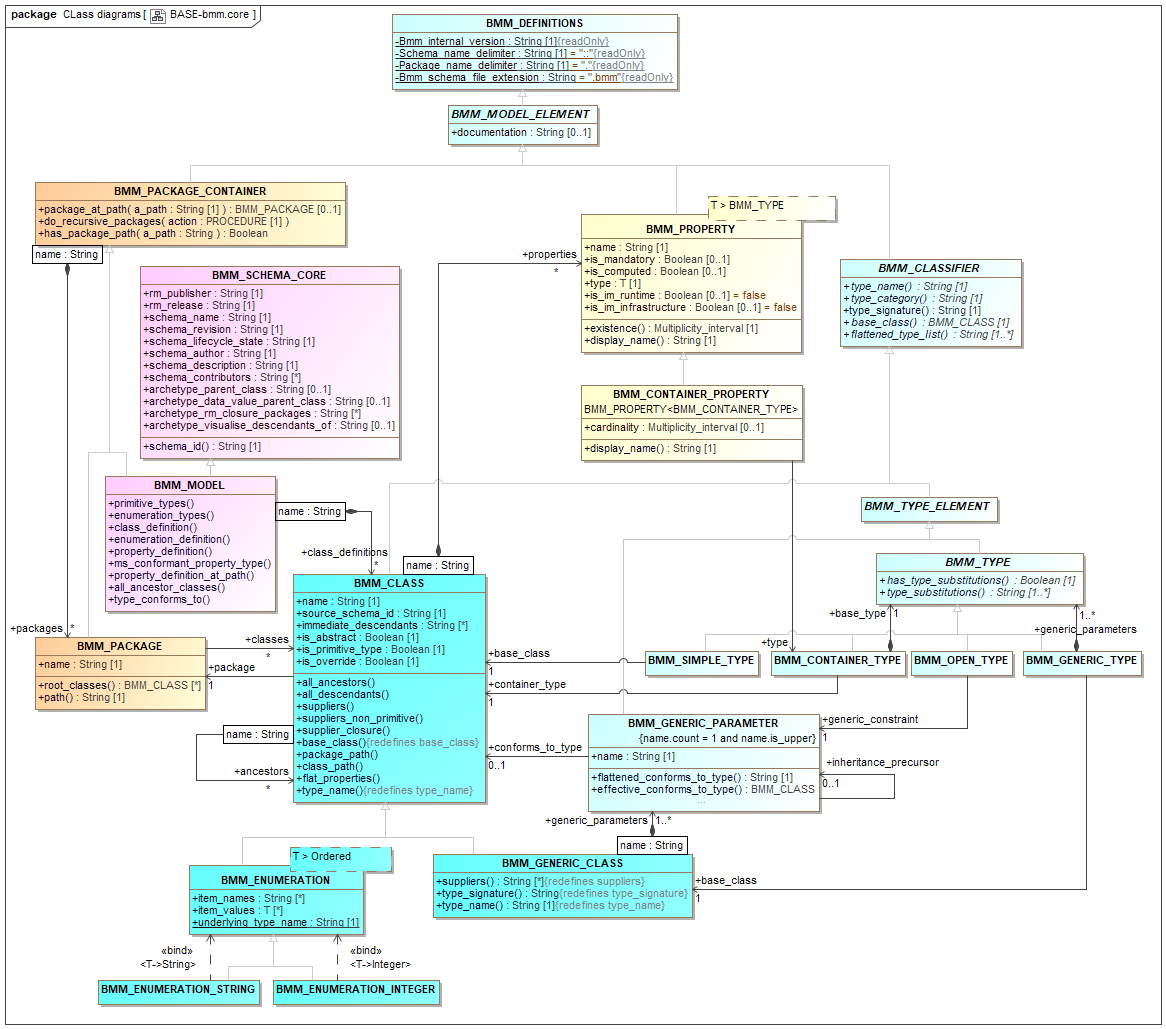 package CLass diagrams [ BASE-bmm.core ]
BMM_DEFINITIONS
-Bmm_internal_version : String [1]{readOnly}
-Schema_name_delimiter : String [1] = "::"{readOnly}
-Package_name_delimiter : String [1] = "."{readOnly}
-Bmm_schema_file_extension : String = ".bmm"{readOnly}
BMM_MODEL_ELEMENT
+documentation : String [0..1]
BMM_PACKAGE_CONTAINER
+package_at_path( a_path : String [1] ) : BMM_PACKAGE [0..1]
+do_recursive_packages( action : PROCEDURE [1] )
+has_package_path( a_path : String ) : Boolean
name : String
T > BMM_TYPE
BMM_PROPERTY
+name : String [1]
+is_mandatory : Boolean [0..1]
+is_computed : Boolean [0..1]
+type : T [1]
+is_im_runtime : Boolean [0..1] = false
+is_im_infrastructure : Boolean [0..1] = false
+existence() : Multiplicity_interval [1]
+display_name() : String [1]
+properties
*
BMM_CLASSIFIER
+type_name() : String [1]
+type_category() : String [1]
+type_signature() : String [1]
+base_class() : BMM_CLASS [1]
+flattened_type_list() : String [1..*]
BMM_SCHEMA_CORE
+rm_publisher : String [1]
+rm_release : String [1]
+schema_name : String [1]
+schema_revision : String [1]
+schema_lifecycle_state : String [1]
+schema_author : String [1]
+schema_description : String [1]
+schema_contributors : String [*]
+archetype_parent_class : String [0..1]
+archetype_data_value_parent_class : String [0..1]
+archetype_rm_closure_packages : String [*]
+archetype_visualise_descendants_of : String [0..1]
+schema_id() : String [1]
BMM_CONTAINER_PROPERTY
BMM_PROPERTY<BMM_CONTAINER_TYPE>
+cardinality : Multiplicity_interval [0..1]
+display_name() : String [1]
BMM_MODEL
+primitive_types()
+enumeration_types()
+class_definition()
+enumeration_definition()
+property_definition()
+ms_conformant_property_type()
+property_definition_at_path()
+all_ancestor_classes()
+type_conforms_to()
name : String
+class_definitions
*
name : String
BMM_TYPE_ELEMENT
BMM_TYPE
+has_type_substitutions() : Boolean [1]
+type_substitutions() : String [1..*]
+base_type
1
1..*
+generic_parameters
+type
BMM_SIMPLE_TYPE
BMM_CONTAINER_TYPE
BMM_OPEN_TYPE
BMM_GENERIC_TYPE
BMM_CLASS
+name : String [1]
+source_schema_id : String [1]
+immediate_descendants : String [*]
+is_abstract : Boolean [1]
+is_primitive_type : Boolean [1]
+is_override : Boolean [1]
+all_ancestors()
+all_descendants()
+suppliers()
+suppliers_non_primitive()
+supplier_closure()
+base_class(){redefines base_class}
+package_path()
+class_path()
+flat_properties()
+type_name(){redefines type_name}
+packages
*
BMM_PACKAGE
+name : String [1]
+root_classes() : BMM_CLASS [*]
+path() : String [1]
+classes
*
+package
1
+base_class
1
+container_type
1
name : String
+ancestors
*
+conforms_to_type
0..1
BMM_GENERIC_PARAMETER
{name.count = 1 and name.is_upper}
+name : String [1]
+flattened_conforms_to_type() : String [1]
+effective_conforms_to_type() : BMM_CLASS
...
+generic_constraint
1
+inheritance_precursor
0..1
+generic_parameters
1..*
name : String
T > Ordered
BMM_ENUMERATION
+item_names : String [*]
+item_values : T [*]
+underlying_type_name : String [1]
BMM_GENERIC_CLASS
+suppliers() : String [*]{redefines suppliers}
+type_signature() : String{redefines type_signature}
+type_name() : String [1]{redefines type_name}
+base_class
1
«bind»
<T->String>
«bind»
<T->Integer>
BMM_ENUMERATION_STRING
BMM_ENUMERATION_INTEGER